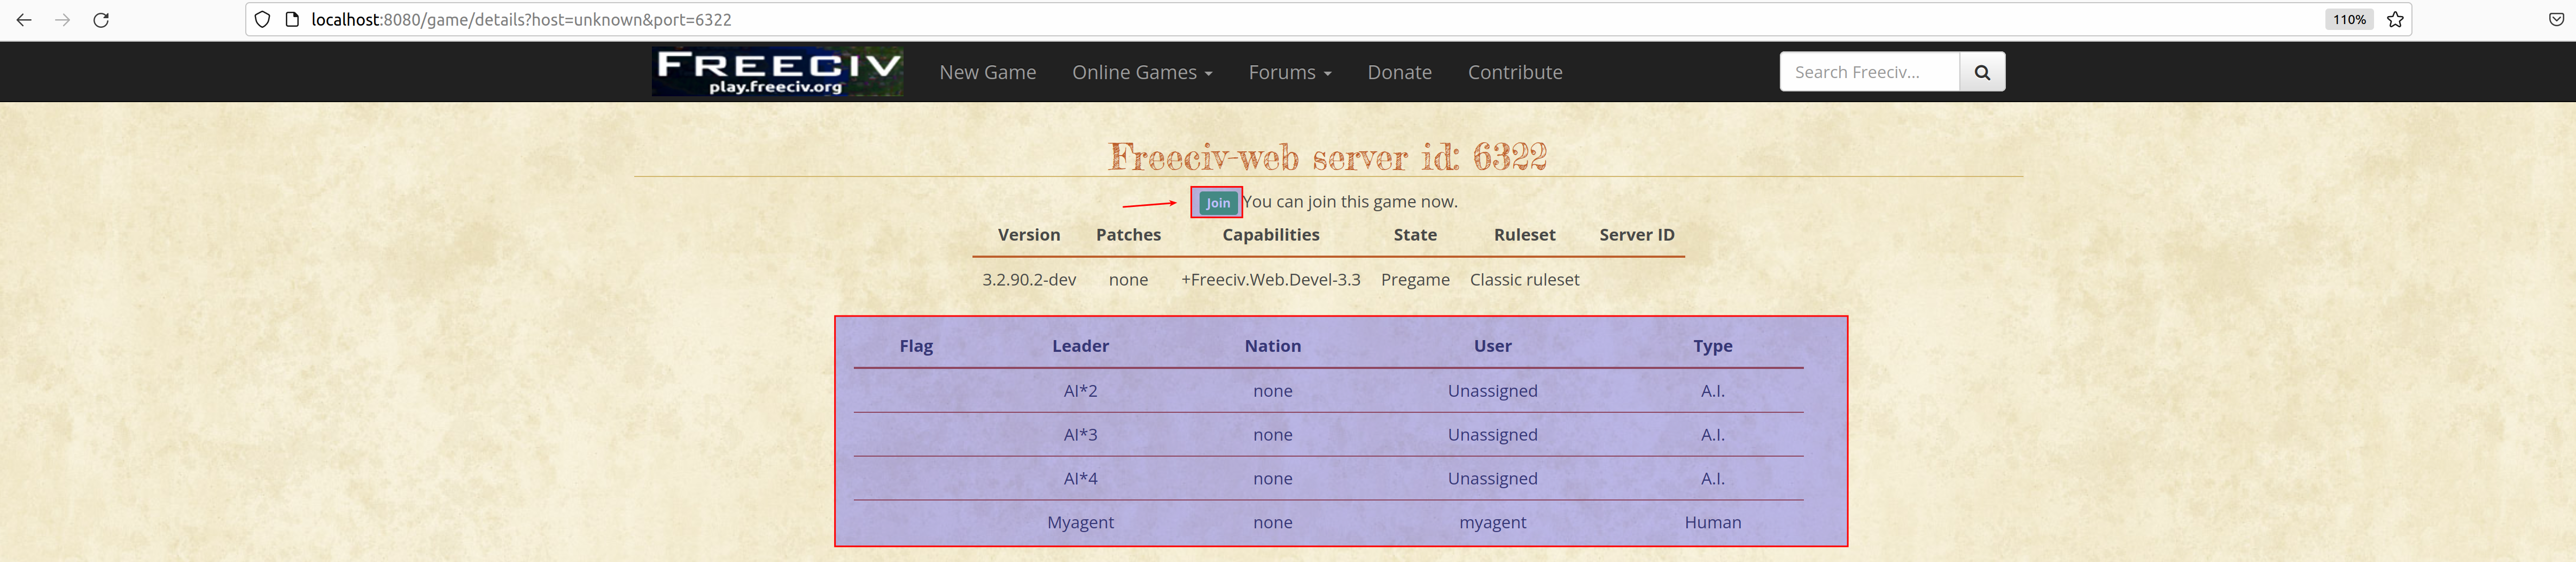 localhost:8080/game/details?host=unknown&port=6322 110%
FREECIV
play.freeciv.org
New Game Online Games Forums Donate Contribute Search Freeciv...
Freeciv-web server id: 6322
Join You can join this game now.
Version Patches Capabilities State Ruleset Server ID
3.2.90.2-dev none +Freeciv.Web.Devel-3.3 Pregame Classic ruleset
Flag Leader Nation User Type
AI*2 none Unassigned A.I.
AI*3 none Unassigned A.I.
AI*4 none Unassigned A.I.
Myagent none myagent Human